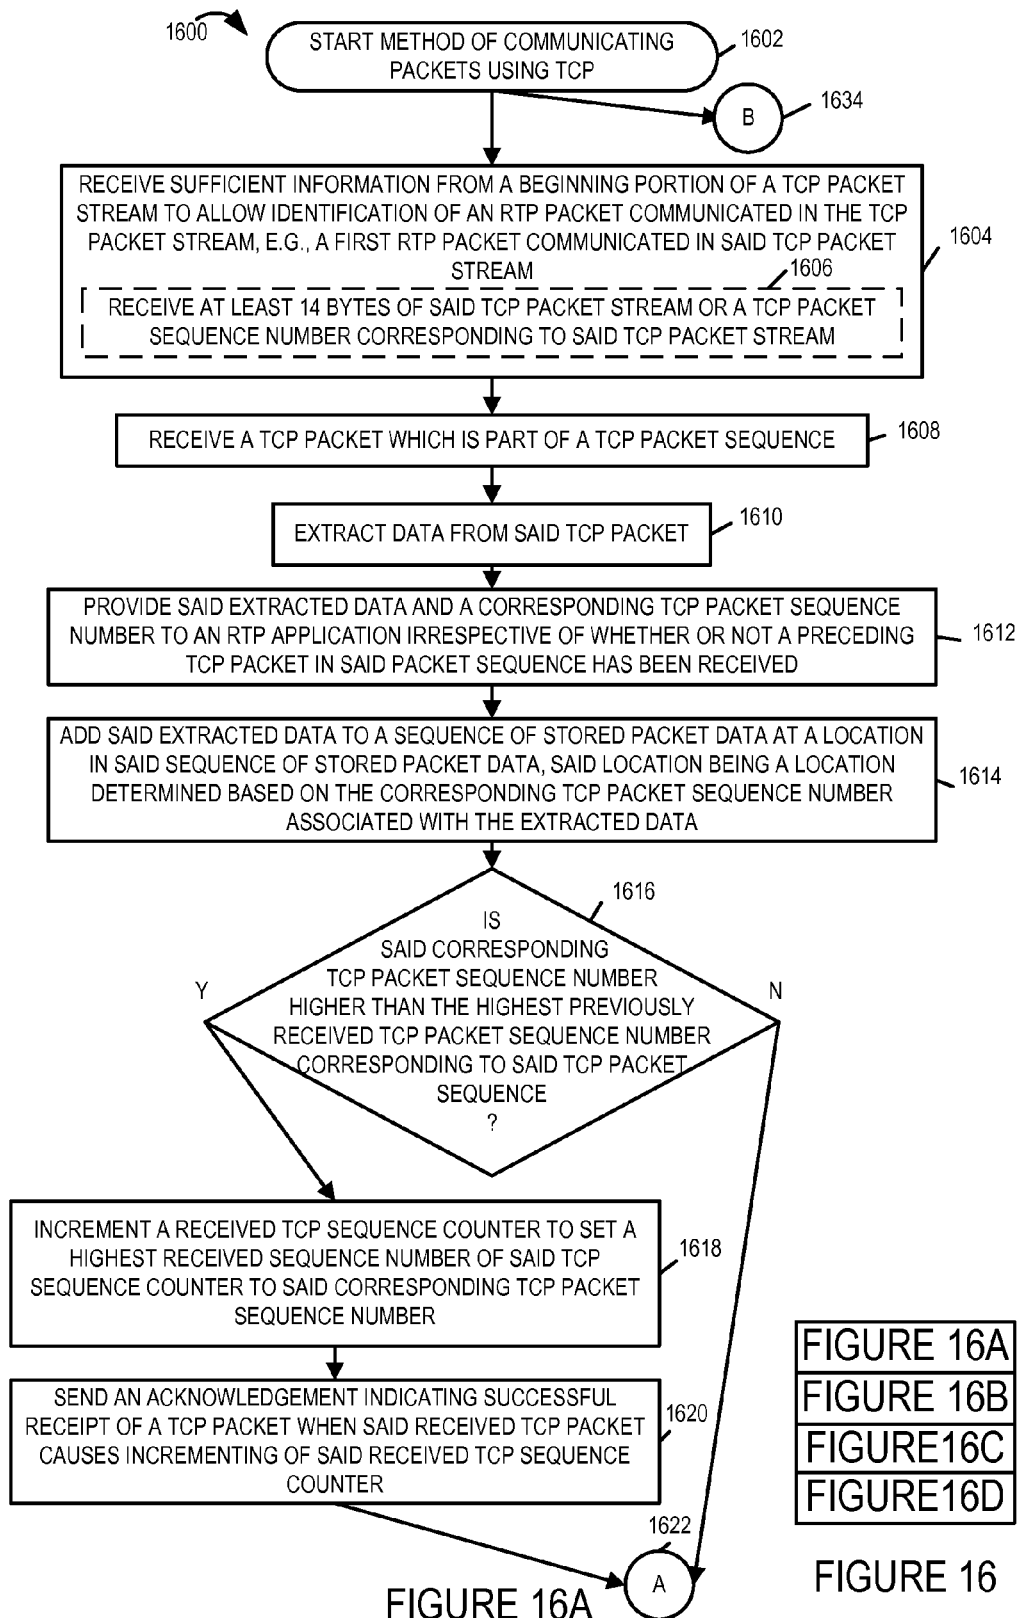 1600
START METHOD OF COMMUNICATING
PACKETS USING TCP
1602
B
1634
RECEIVE SUFFICIENT INFORMATION FROM A BEGINNING PORTION OF A TCP PACKET
STREAM TO ALLOW IDENTIFICATION OF AN RTP PACKET COMMUNICATED IN THE TCP
PACKET STREAM, E.G., A FIRST RTP PACKET COMMUNICATED IN SAID TCP PACKET
STREAM
1604
1606
RECEIVE AT LEAST 14 BYTES OF SAID TCP PACKET STREAM OR A TCP PACKET
SEQUENCE NUMBER CORRESPONDING TO SAID TCP PACKET STREAM
RECEIVE A TCP PACKET WHICH IS PART OF A TCP PACKET SEQUENCE
1608
EXTRACT DATA FROM SAID TCP PACKET
1610
PROVIDE SAID EXTRACTED DATA AND A CORRESPONDING TCP PACKET SEQUENCE
NUMBER TO AN RTP APPLICATION IRRESPECTIVE OF WHETHER OR NOT A PRECEDING
TCP PACKET IN SAID PACKET SEQUENCE HAS BEEN RECEIVED
1612
ADD SAID EXTRACTED DATA TO A SEQUENCE OF STORED PACKET DATA AT A LOCATION
IN SAID SEQUENCE OF STORED PACKET DATA, SAID LOCATION BEING A LOCATION
DETERMINED BASED ON THE CORRESPONDING TCP PACKET SEQUENCE NUMBER
ASSOCIATED WITH THE EXTRACTED DATA
1614
1616
IS
SAID CORRESPONDING
TCP PACKET SEQUENCE NUMBER
HIGHER THAN THE HIGHEST PREVIOUSLY
RECEIVED TCP PACKET SEQUENCE NUMBER
CORRESPONDING TO SAID TCP PACKET
SEQUENCE
?
Y
N
INCREMENT A RECEIVED TCP SEQUENCE COUNTER TO SET A
HIGHEST RECEIVED SEQUENCE NUMBER OF SAID TCP
SEQUENCE COUNTER TO SAID CORRESPONDING TCP PACKET
SEQUENCE NUMBER
1618
SEND AN ACKNOWLEDGEMENT INDICATING SUCCESSFUL
RECEIPT OF A TCP PACKET WHEN SAID RECEIVED TCP PACKET
CAUSES INCREMENTING OF SAID RECEIVED TCP SEQUENCE
COUNTER
1620
1622
A
FIGURE 16A
FIGURE 16A
FIGURE 16B
FIGURE16C
FIGURE16D
FIGURE 16